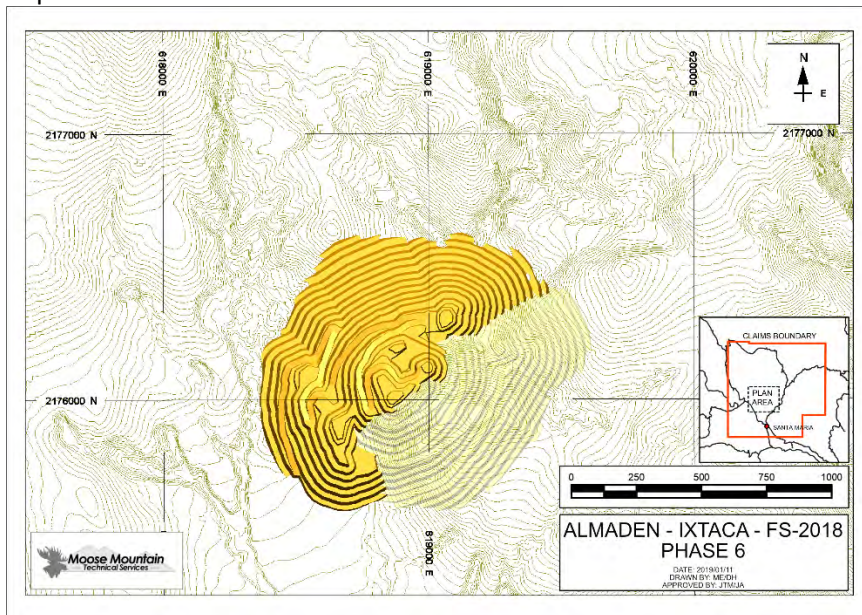 618000 E
619000 E
620000 E
N
E
2177000 N
2177000 N
CLAIMS BOUNDARY
PLAN
AREA
SANTA MARIA
2176000 N
0 250 500 750 1000
619000 E
ALMADEN - IXTACA - FS-2018
PHASE 6
DATE: 2019/01/11
DRAWN BY: ME/DH
APPROVED BY: JTM/JA
Moose Mountain
Technical Services